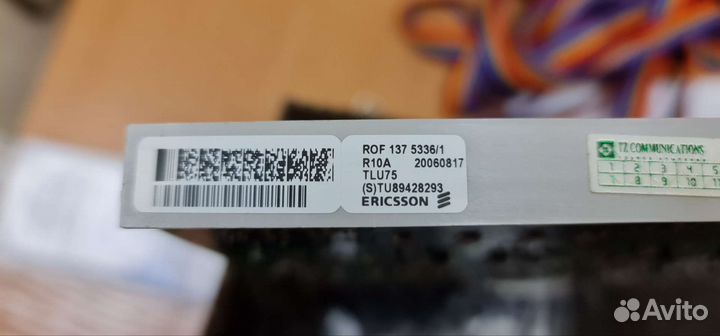 ROF 137 5336/1
R10A 20060817
TLU75
(S)TU89428293
ERICSSON
TZ COMMUNICATIONS
1 2 3 4 5
7 8 9 10 11
Avito